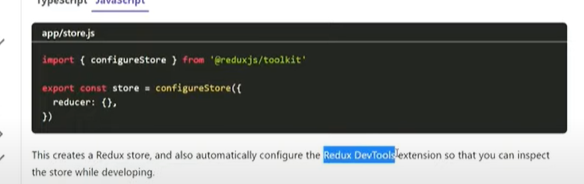 TypeScript JavaScript
app/store.js
import { configureStore } from '@reduxjs/toolkit'
export const store = configureStore({
reducer: {},
})
This creates a Redux store, and also automatically configure the Redux DevTools extension so that you can inspect
the store while developing.